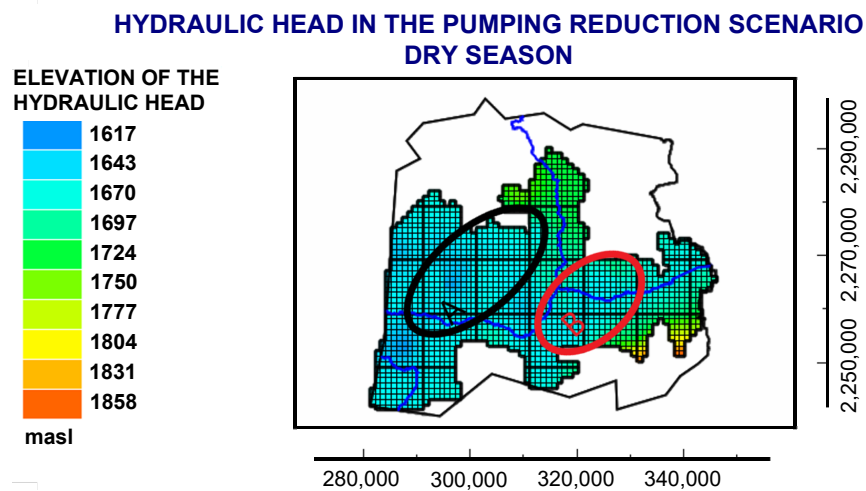 HYDRAULIC HEAD IN THE PUMPING REDUCTION SCENARIO
DRY SEASON
ELEVATION OF THE
HYDRAULIC HEAD
1617
1643
1670
1697
1724
1750
1777
1804
1831
1858
masl
A
B
2,290,000
2,270,000
2,250,000
280,000
300,000
320,000
340,000